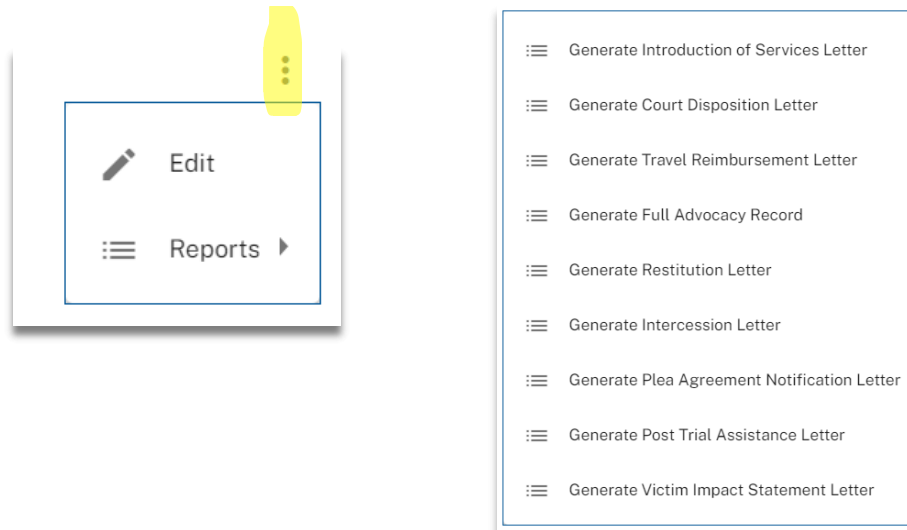 Edit
Reports
Generate Introduction of Services Letter
Generate Court Disposition Letter
Generate Travel Reimbursement Letter
Generate Full Advocacy Record
Generate Restitution Letter
Generate Intercession Letter
Generate Plea Agreement Notification Letter
Generate Post Trial Assistance Letter
Generate Victim Impact Statement Letter